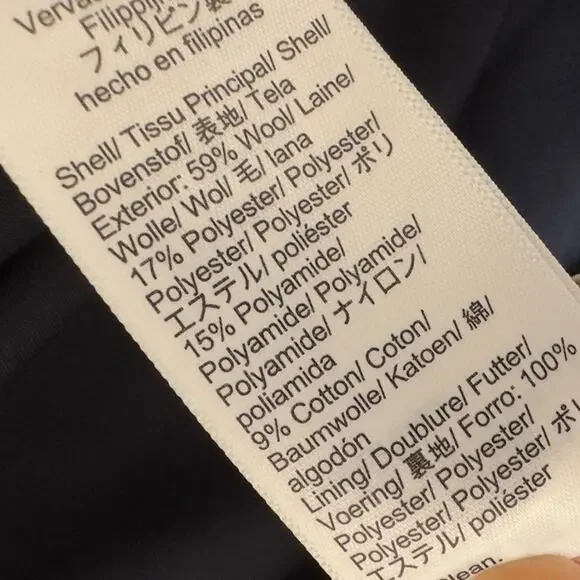 フィリピン製
hecho en filipinas
Shell/ Tissu Principal/ Shell/
Bovenstof/ 表地/ Tela
Exterior: 59% Wool/ Laine/
Wolle/ Wol/ 毛/ lana
17% Polyester/ Polyester/
Polyester/ Polyester/ ポリ
エステル/ poliéster
15% Polyamide/
Polyamide/ Polyamide/
Polyamide/ ナイロン/
poliamida
9% Cotton/ Coton/
Baumwolle/ Katoen/ 綿/
algodón
Lining/ Doublure/ Futter/
Voering/ 裏地/ Forro: 100%
Polyester/ Polyester/
Polyester/ Polyester/ ポリ
エステル/ poliéster